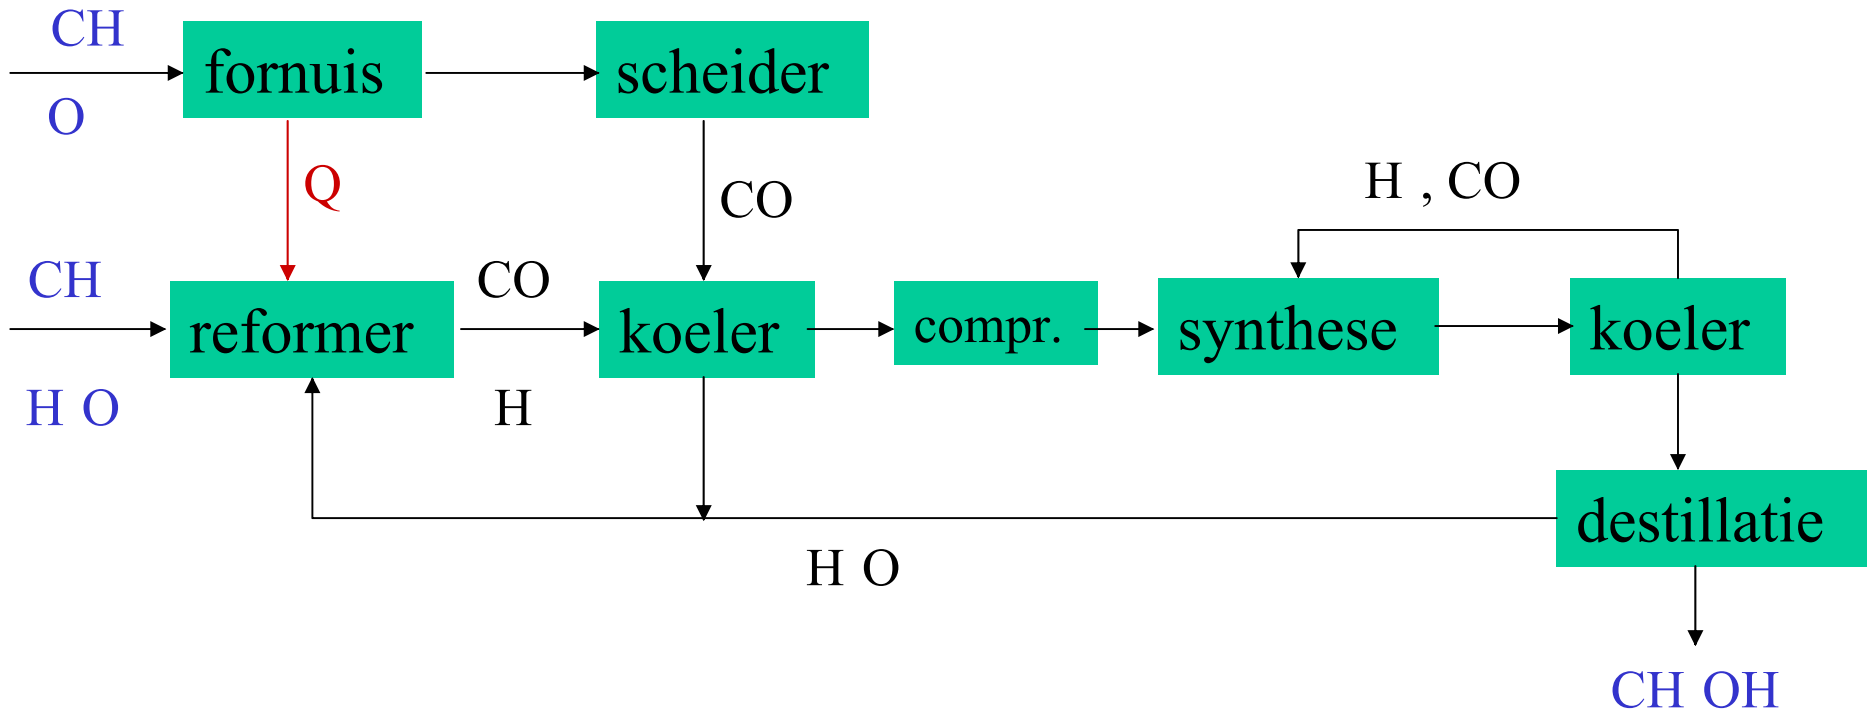 CH
fornuis
scheider
O
Q
CO
H , CO
CH
CO
reformer
koeler
compr.
synthese
koeler
H O
H
destillatie
H O
CH OH